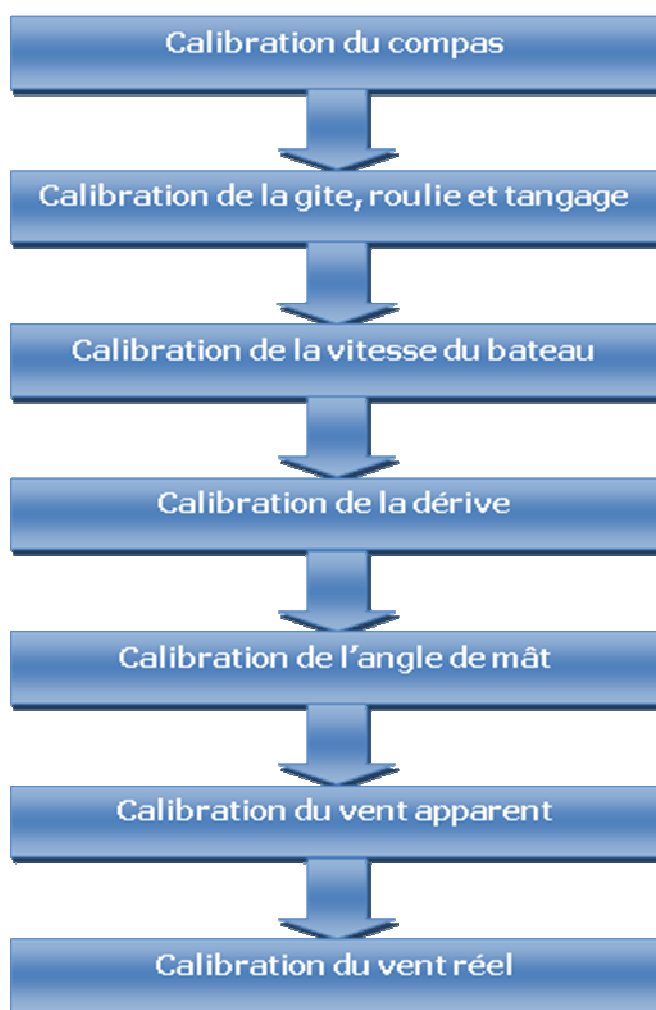 Calibration du compas
Calibration de la gite, roulie et tangage
Calibration de la vitesse du bateau
Calibration de la dérive
Calibration de l'angle de mât
Calibration du vent apparent
Calibration du vent réel